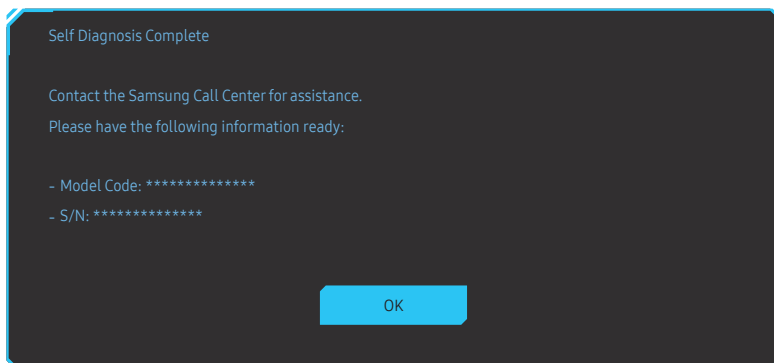 Self Diagnosis Complete
Contact the Samsung Call Center for assistance.
Please have the following information ready:
- Model Code: **************
- S/N: **************
OK